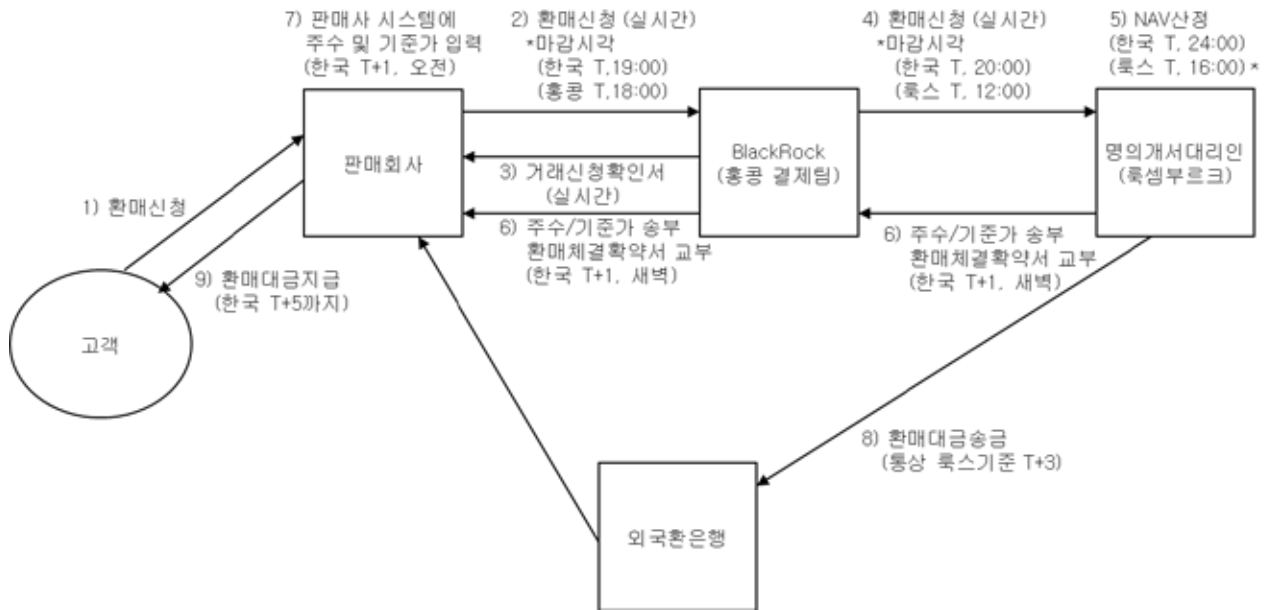 7) 판매사 시스템에
주수 및 기준가 입력
(한국 T+1, 오전)
2) 환매신청 (실시간)
*마감시각
(한국 T,19:00)
(홍콩 T,18:00)
4) 환매신청 (실시간)
*마감시각
(한국 T, 20:00)
(룩스 T, 12:00)
5) NAV산정
(한국 T, 24:00)
(룩스 T, 16:00) *
판매회사
BlackRock
(홍콩 결제팀)
명의개서대리인
(룩셈부르크)
3) 거래신청확인서
(실시간)
1) 환매신청
6) 주수/기준가 송부
환매체결확약서 교부
(한국 T+1, 새벽)
6) 주수/기준가 송부
환매체결확약서 교부
(한국 T+1, 새벽)
9) 환매대금지급
(한국 T+5까지)
고객
8) 환매대금송금
(통상 룩스기준 T+3)
외국환은행